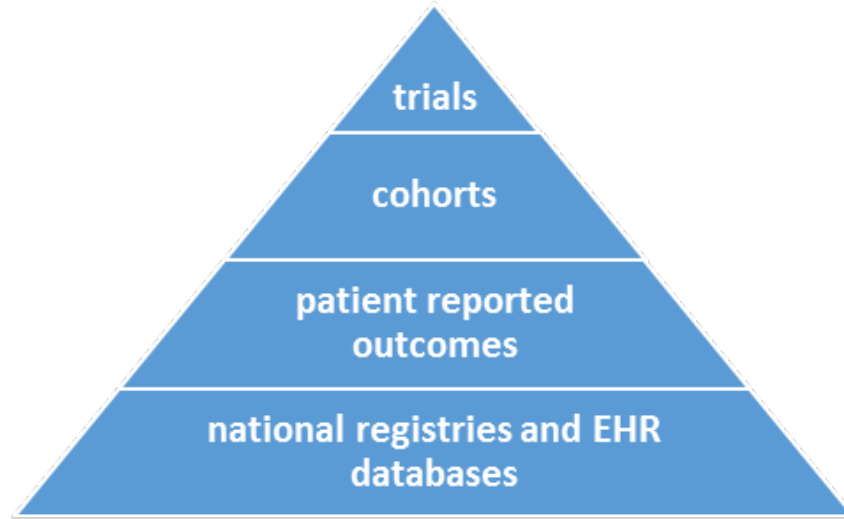 trials
cohorts
patient reported
outcomes
national registries and EHR
databases